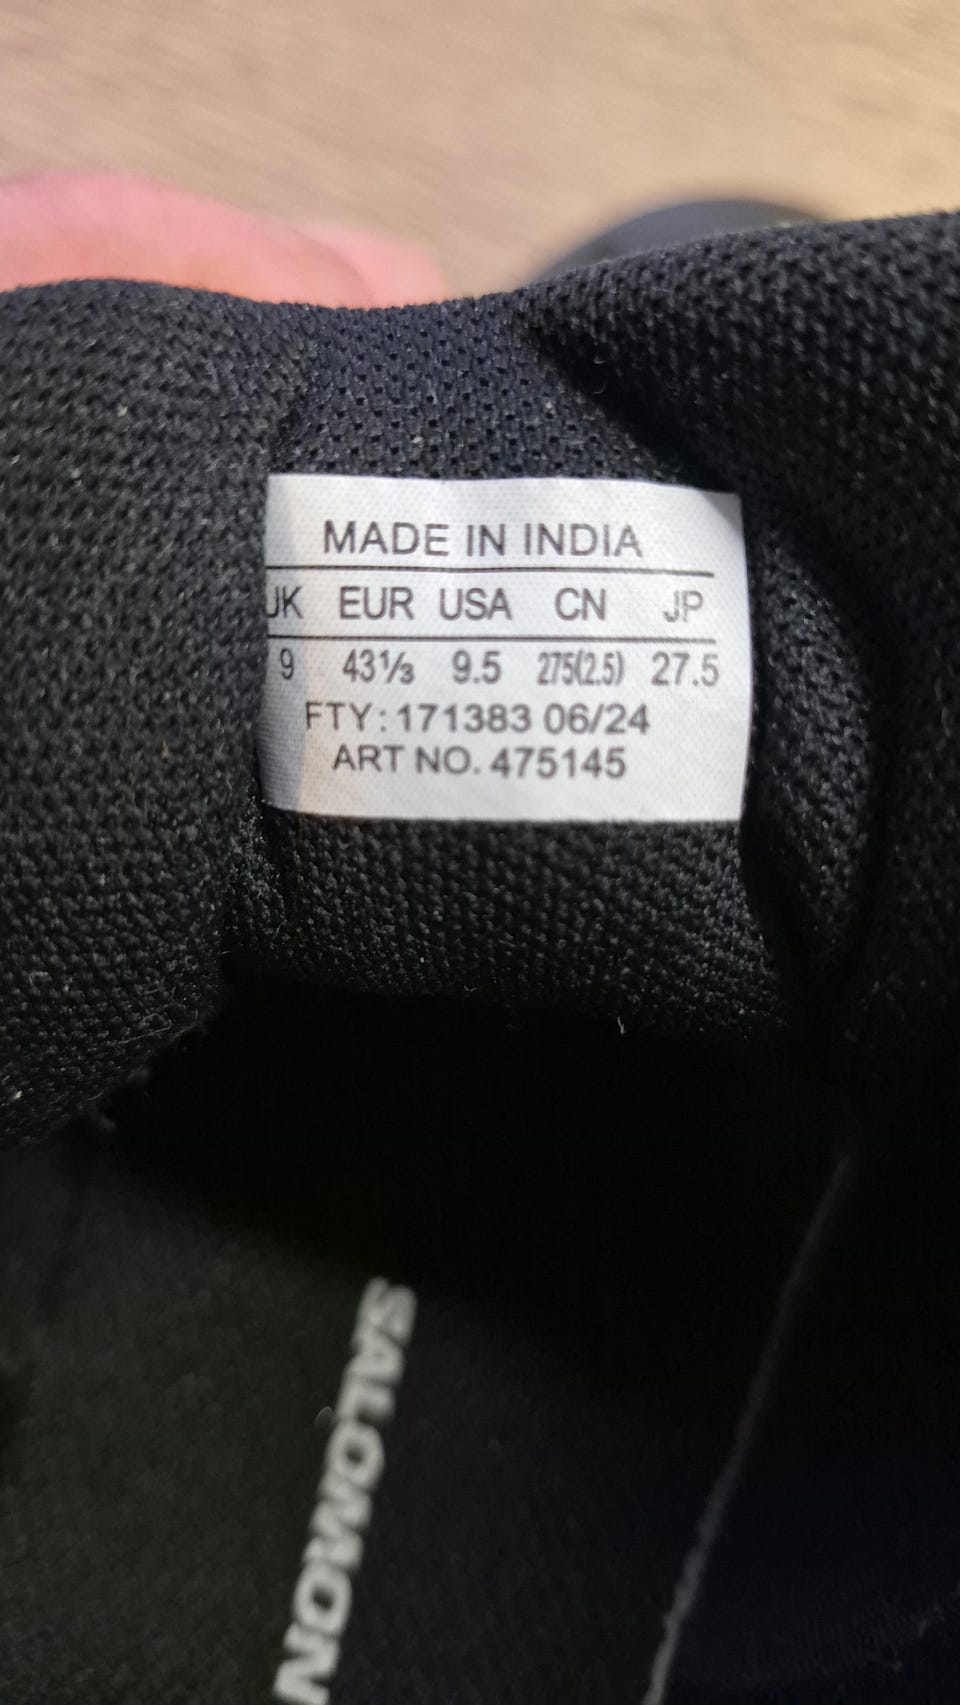 MADE IN INDIA
UK EUR USA CN JP
9 43⅓ 9.5 275(2.5) 27.5
FTY: 171383 06/24
ART NO. 475145
SALOMON